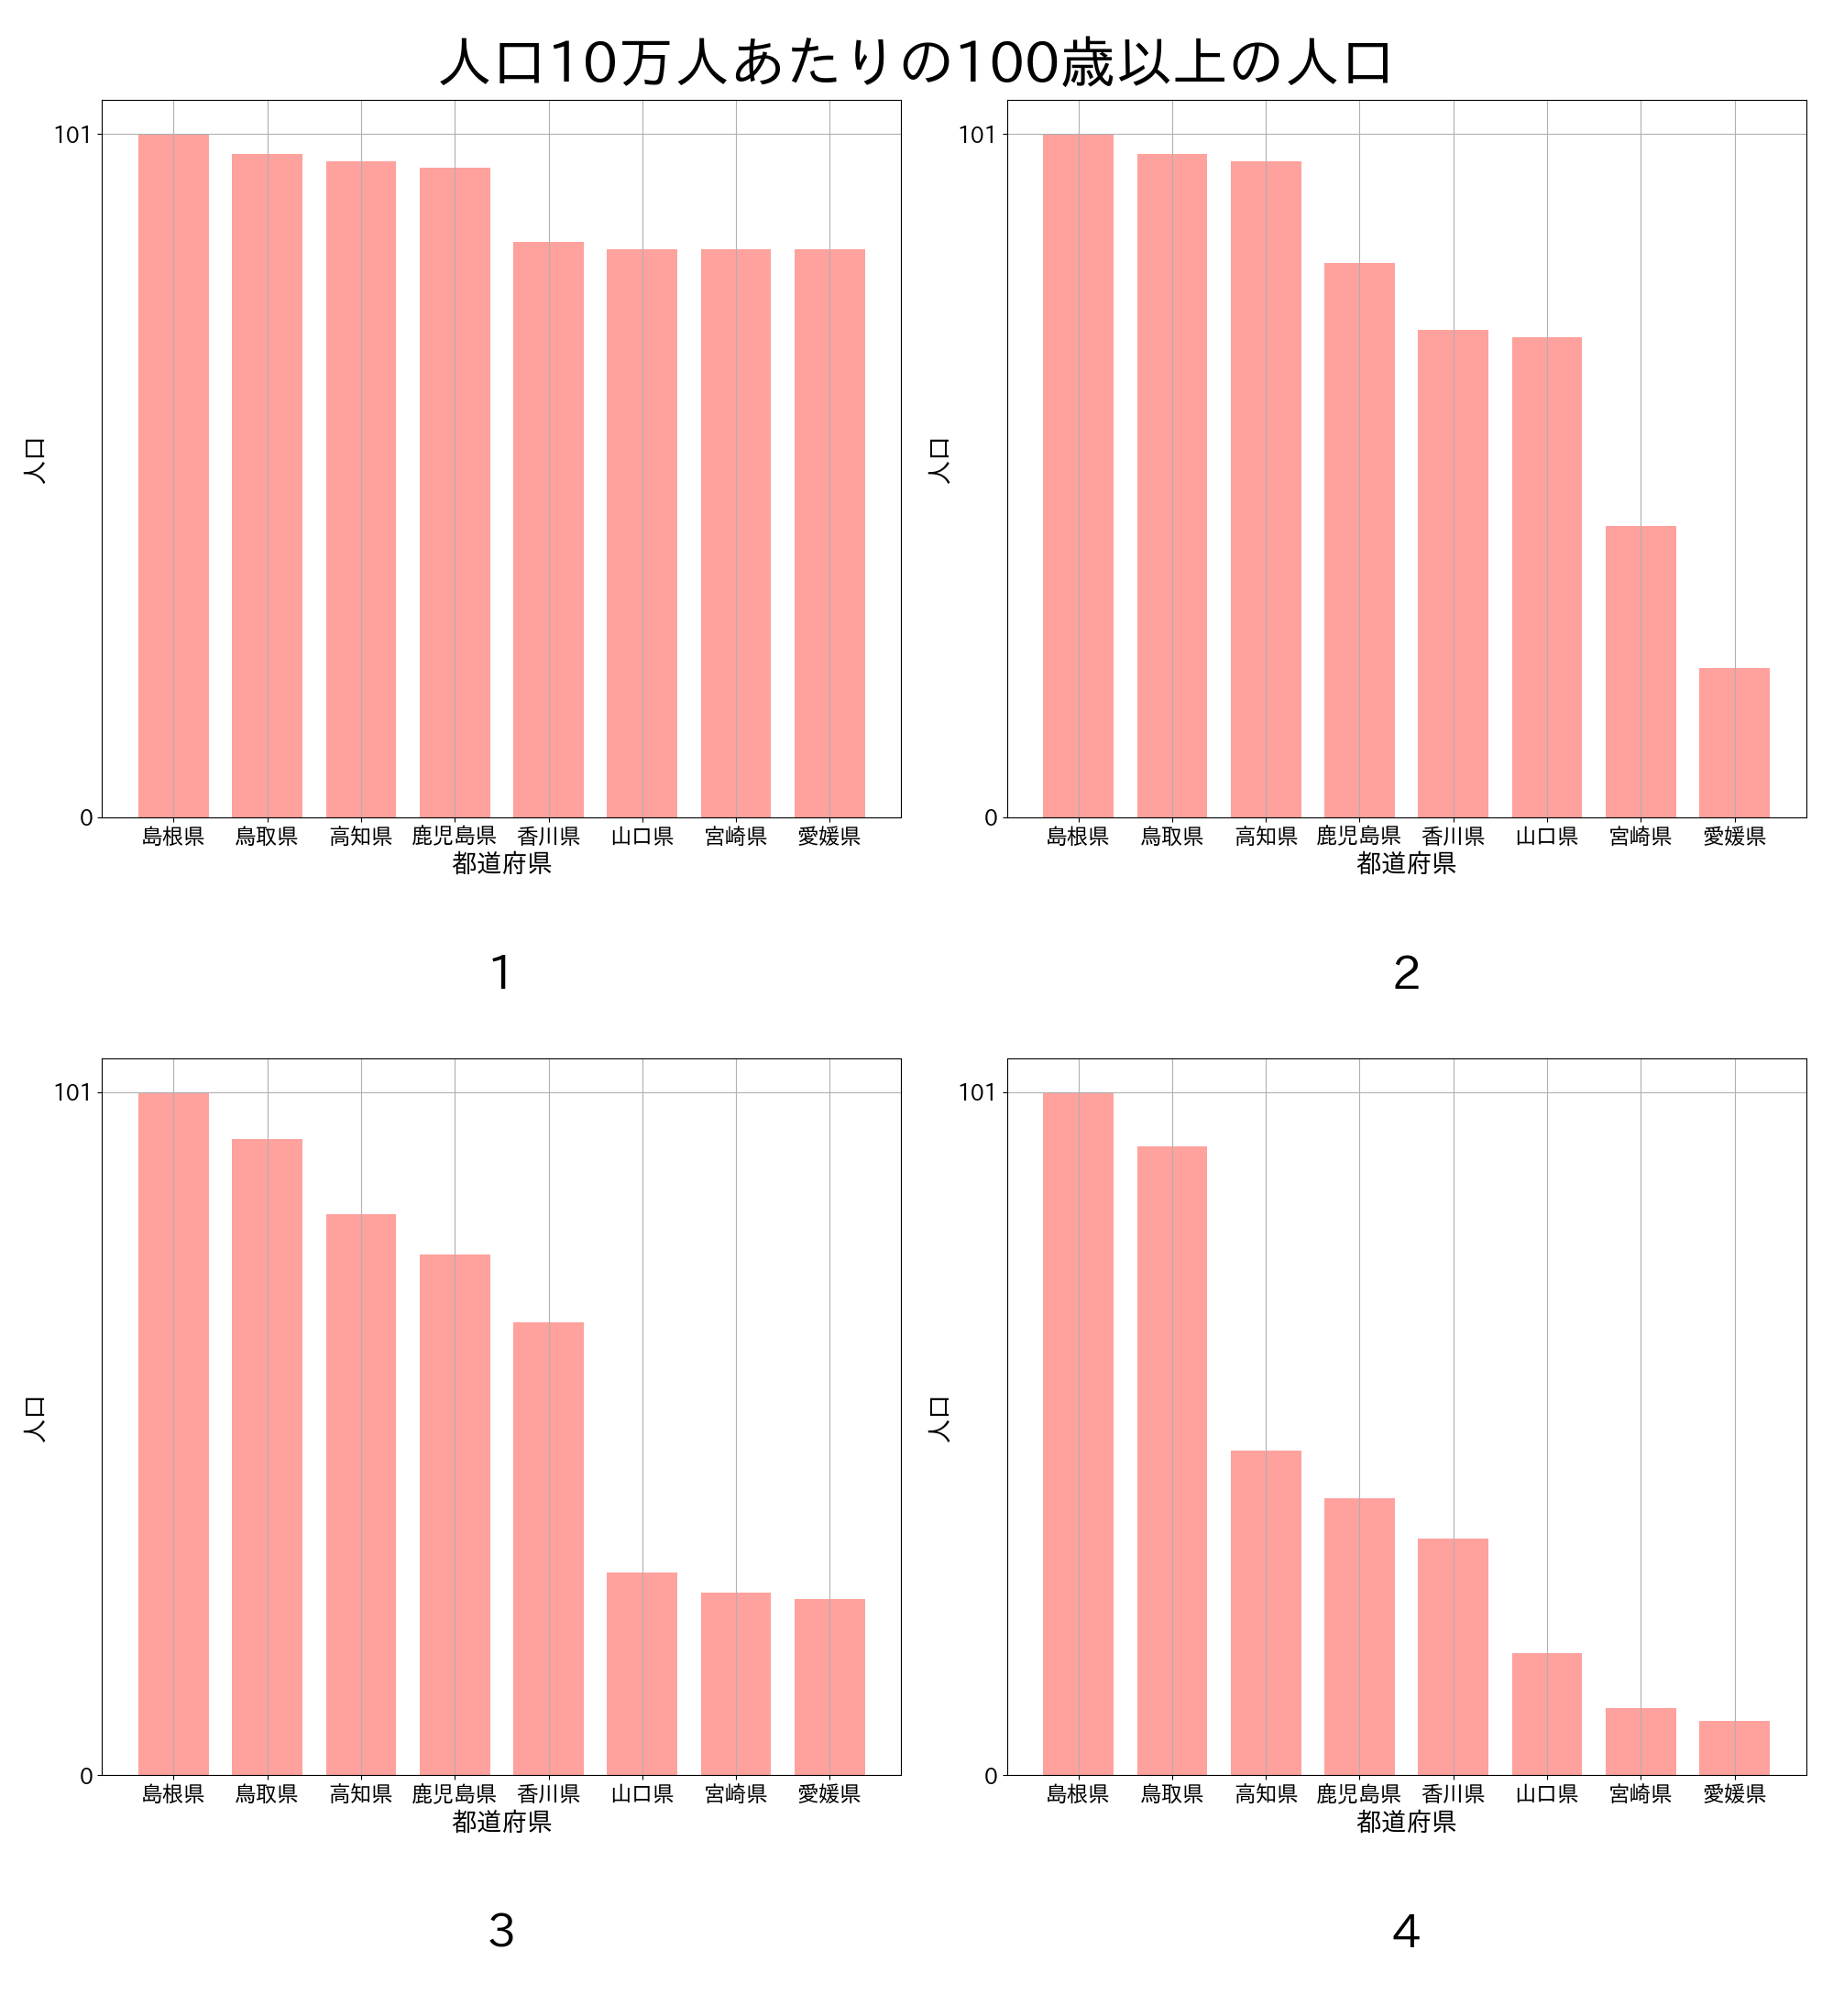 人口10万人あたりの100歳以上の人口
101
0
人口
島根県 鳥取県 高知県 鹿児島県 香川県 山口県 宮崎県 愛媛県
都道府県
1
101
0
人口
島根県 鳥取県 高知県 鹿児島県 香川県 山口県 宮崎県 愛媛県
都道府県
2
101
0
人口
島根県 鳥取県 高知県 鹿児島県 香川県 山口県 宮崎県 愛媛県
都道府県
3
101
0
人口
島根県 鳥取県 高知県 鹿児島県 香川県 山口県 宮崎県 愛媛県
都道府県
4